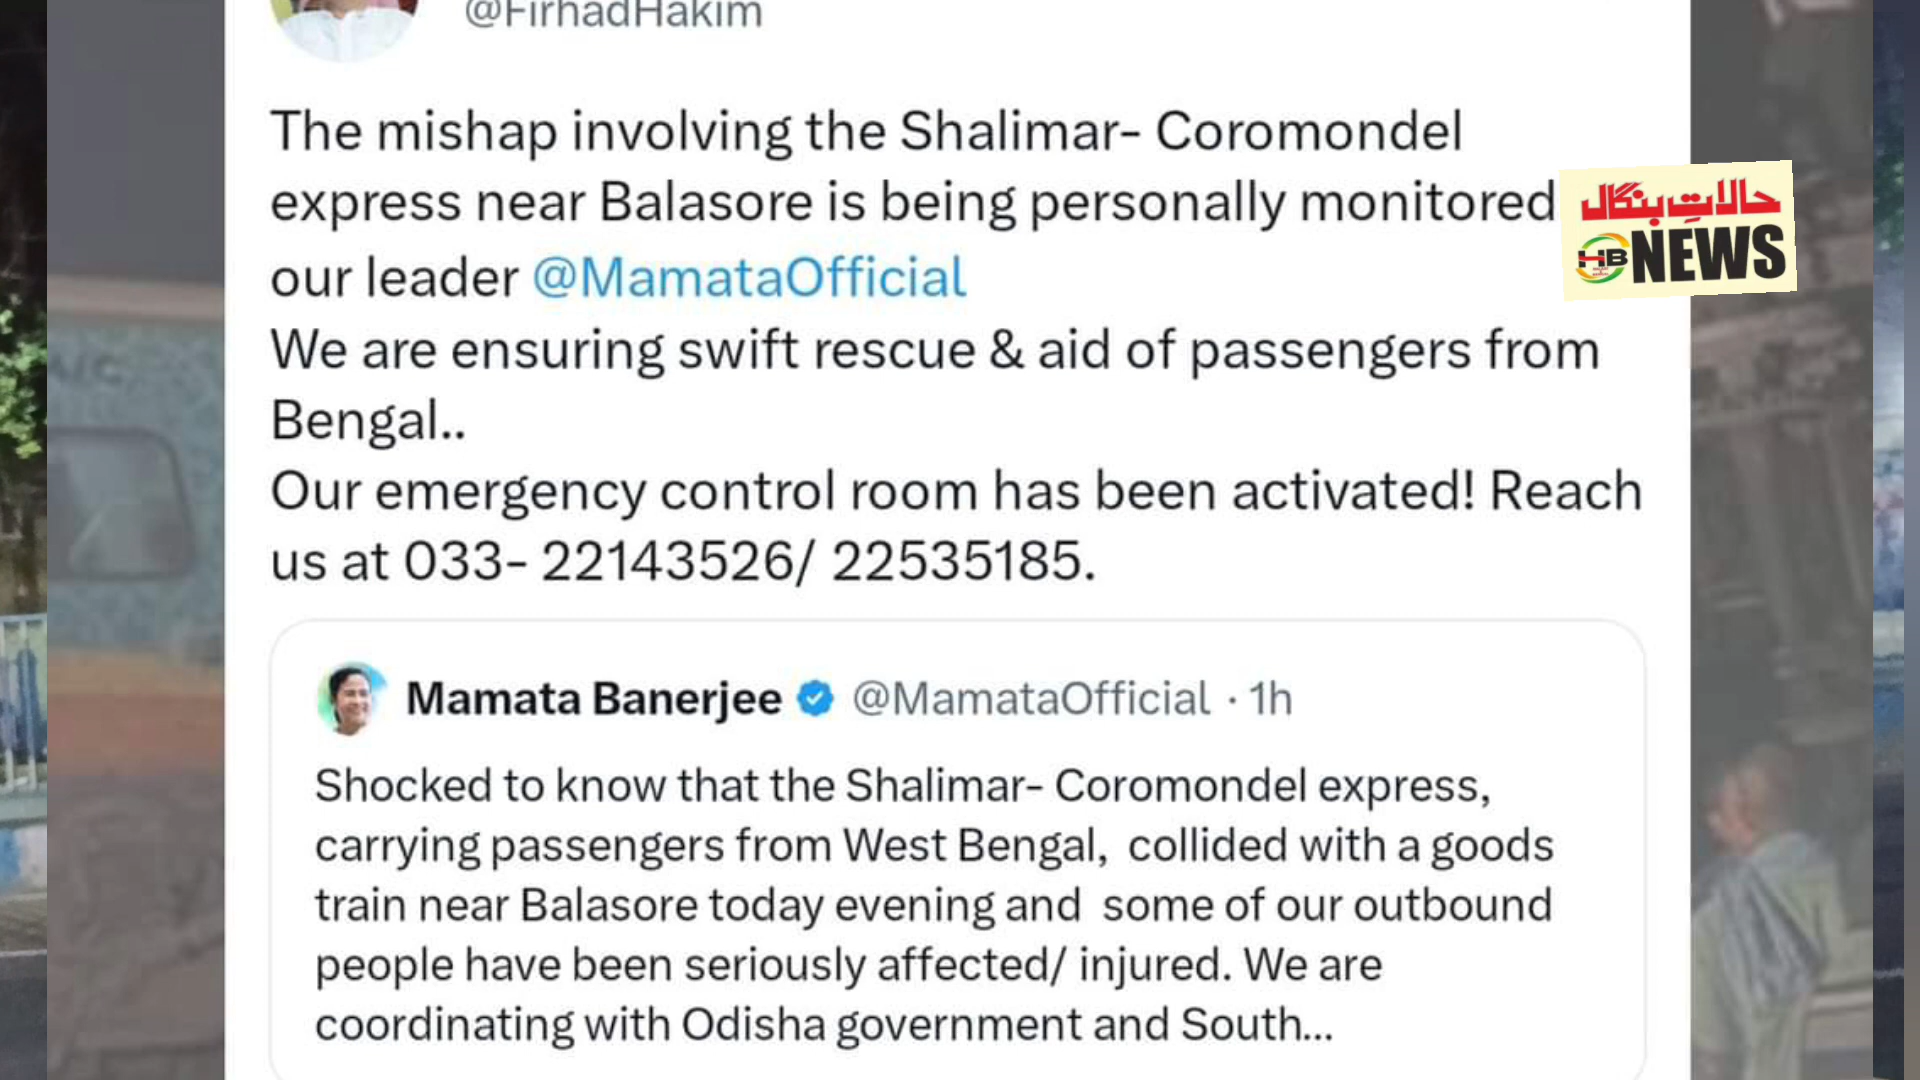 @FirhadHakim
The mishap involving the Shalimar- Coromondel
express near Balasore is being personally monitored
our leader @MamataOfficial
We are ensuring swift rescue & aid of passengers from
Bengal..
Our emergency control room has been activated! Reach
us at 033- 22143526/ 22535185.
Mamata Banerjee @MamataOfficial · 1h
Shocked to know that the Shalimar- Coromondel express,
carrying passengers from West Bengal,  collided with a goods
train near Balasore today evening and  some of our outbound
people have been seriously affected/ injured. We are
coordinating with Odisha government and South...
حالاتِ بنگال
HB NEWS